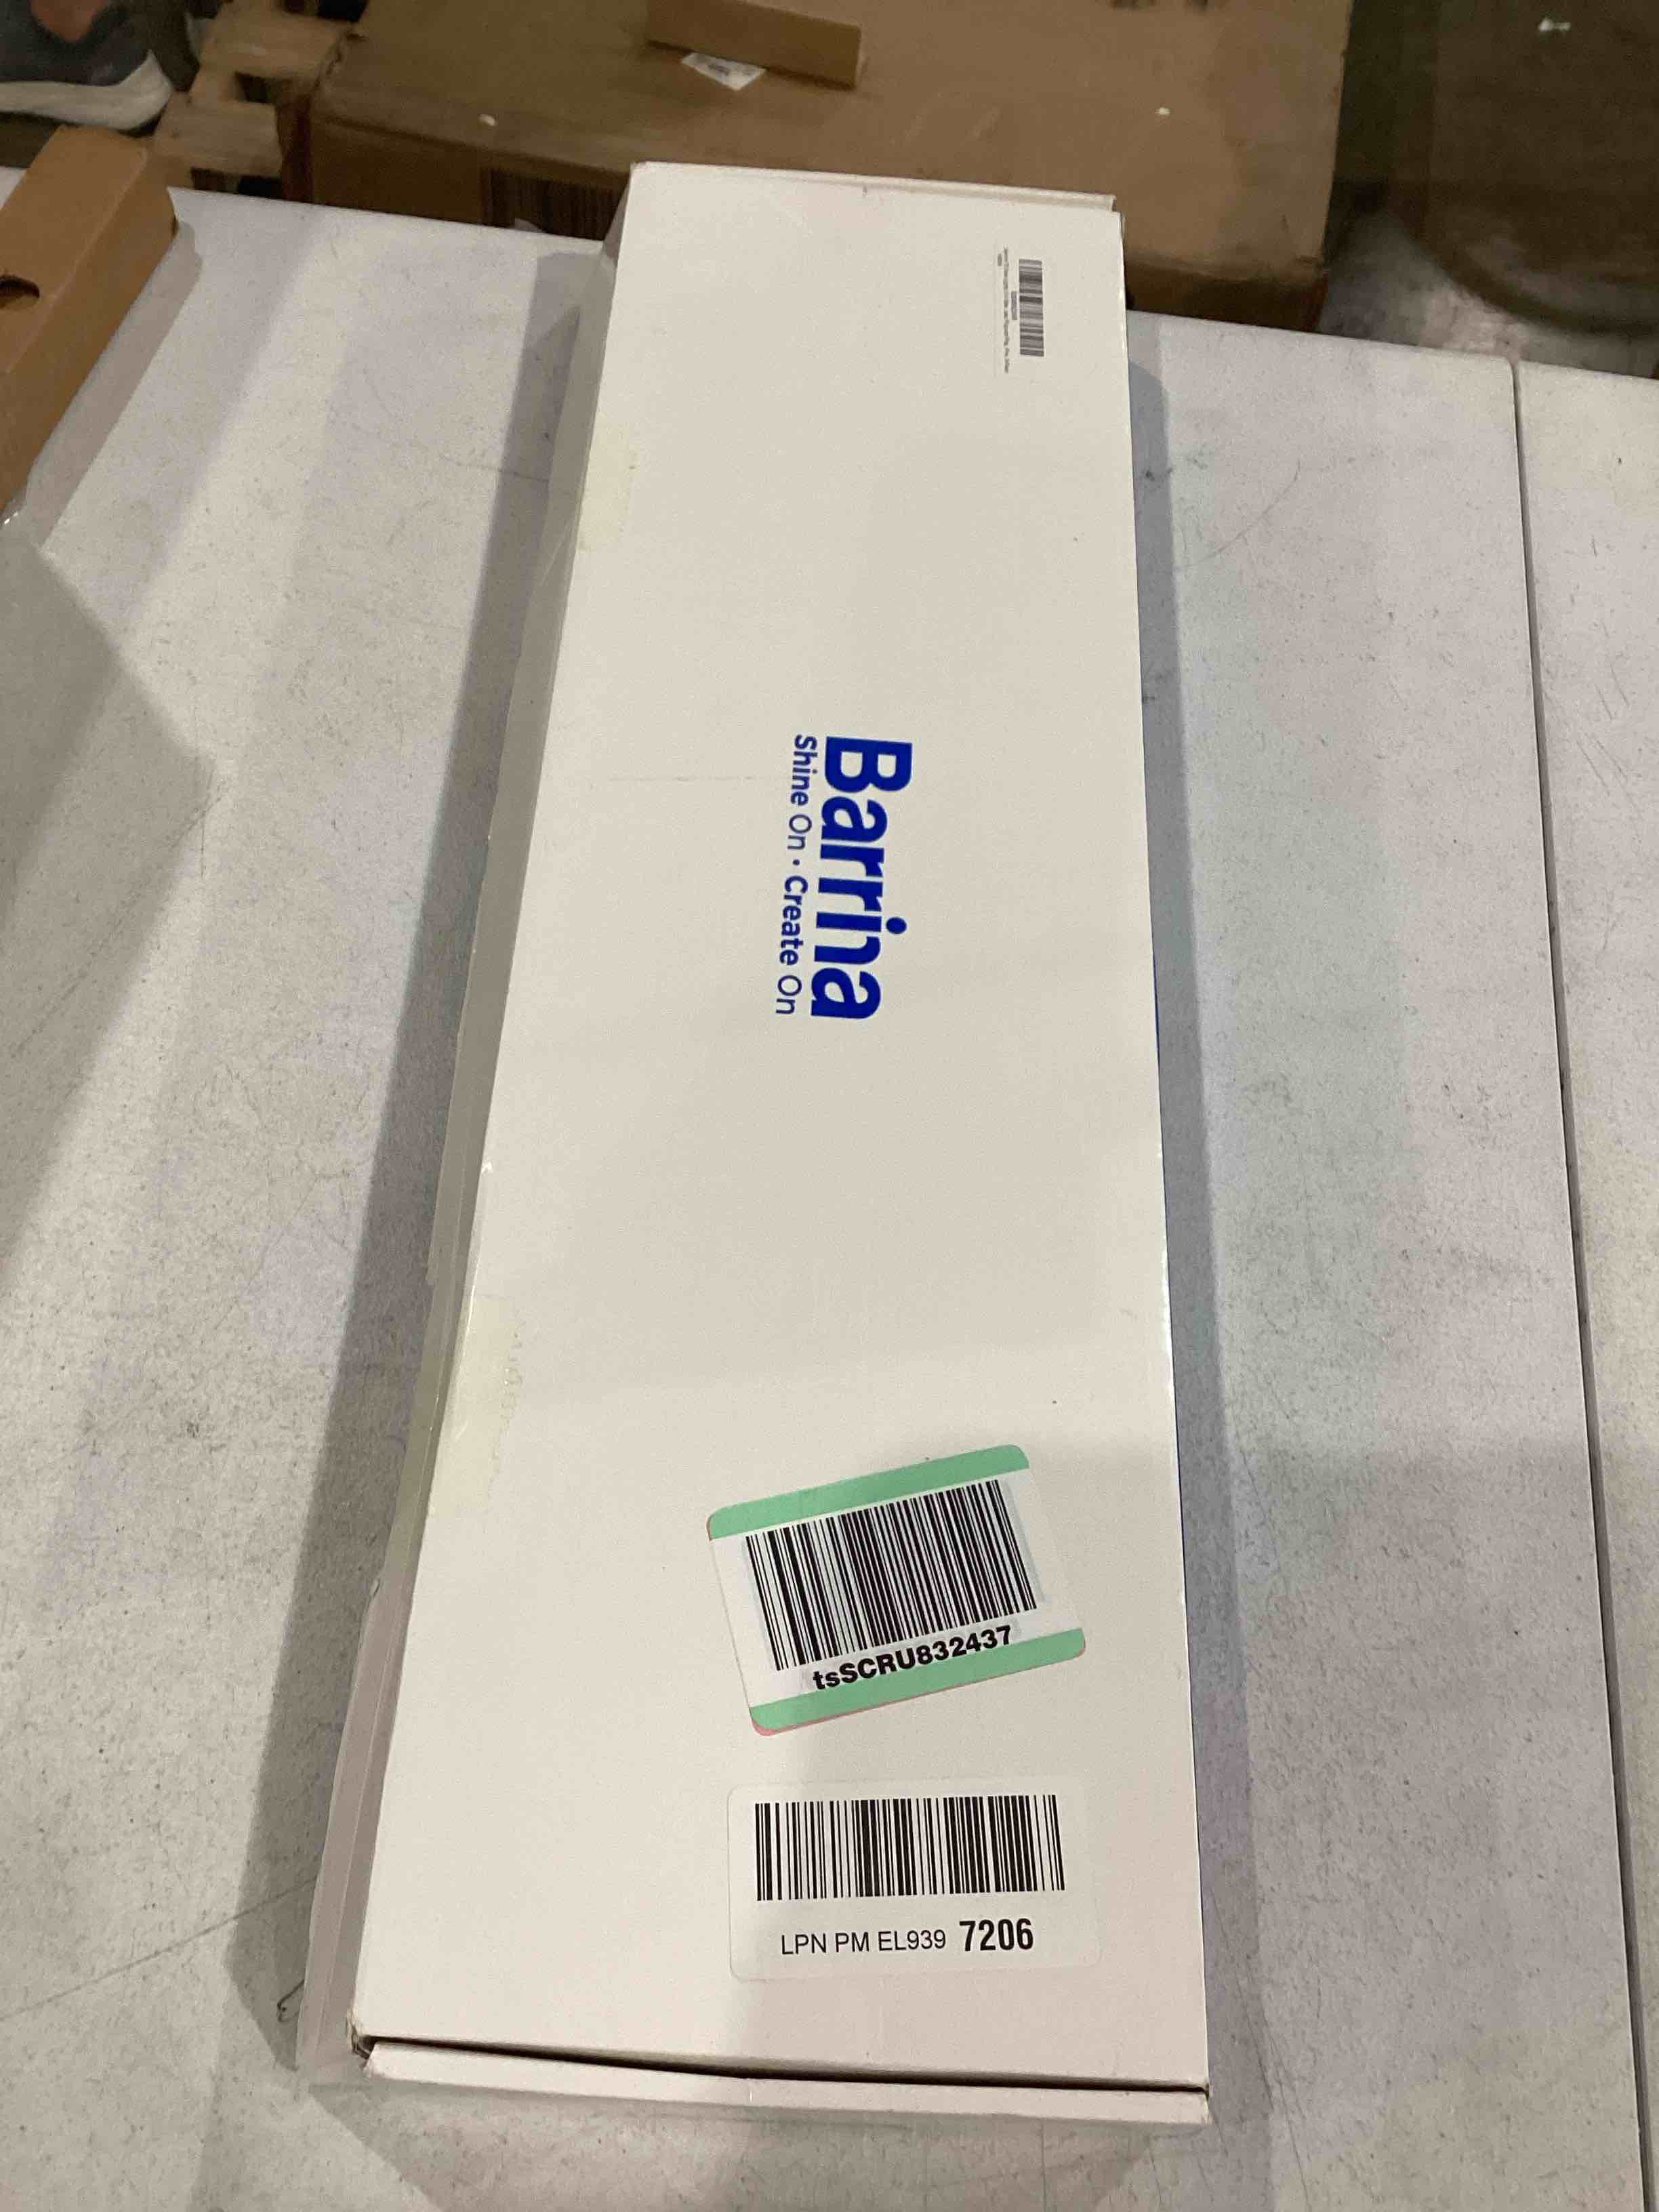 Barrina
Shine On · Create On
tsSCRU832437
LPN PM EL939 7206